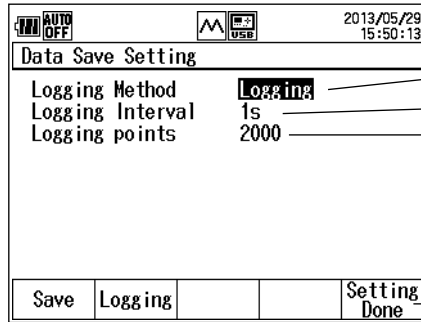 AUTO OFF
USB
2013/05/29
15:50:13
Data Save Setting
Logging Method Logging
Logging Interval 1s
Logging points 2000
Save Logging Setting Done